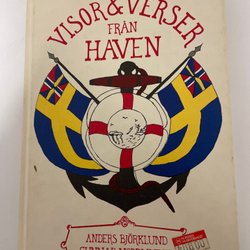 VISOR & VERSER
FRÅN
HAVEN
ANDERS BJÖRKLUND